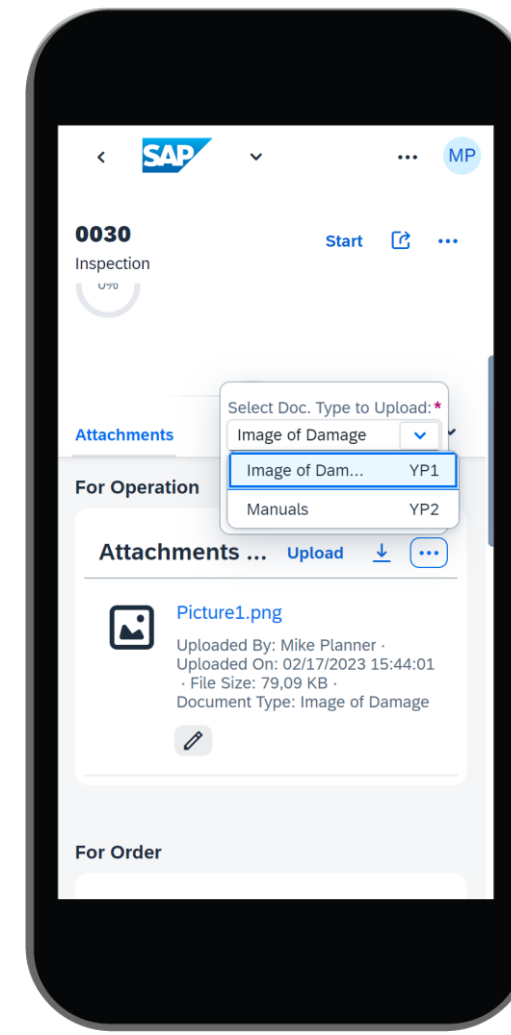 SAP
MP
0030
Start
Inspection
0%
Select Doc. Type to Upload:*
Attachments
Image of Damage
Image of Dam... YP1
For Operation
Manuals YP2
Attachments ... Upload
Picture1.png
Uploaded By: Mike Planner ·
Uploaded On: 02/17/2023 15:44:01
· File Size: 79,09 KB ·
Document Type: Image of Damage
For Order